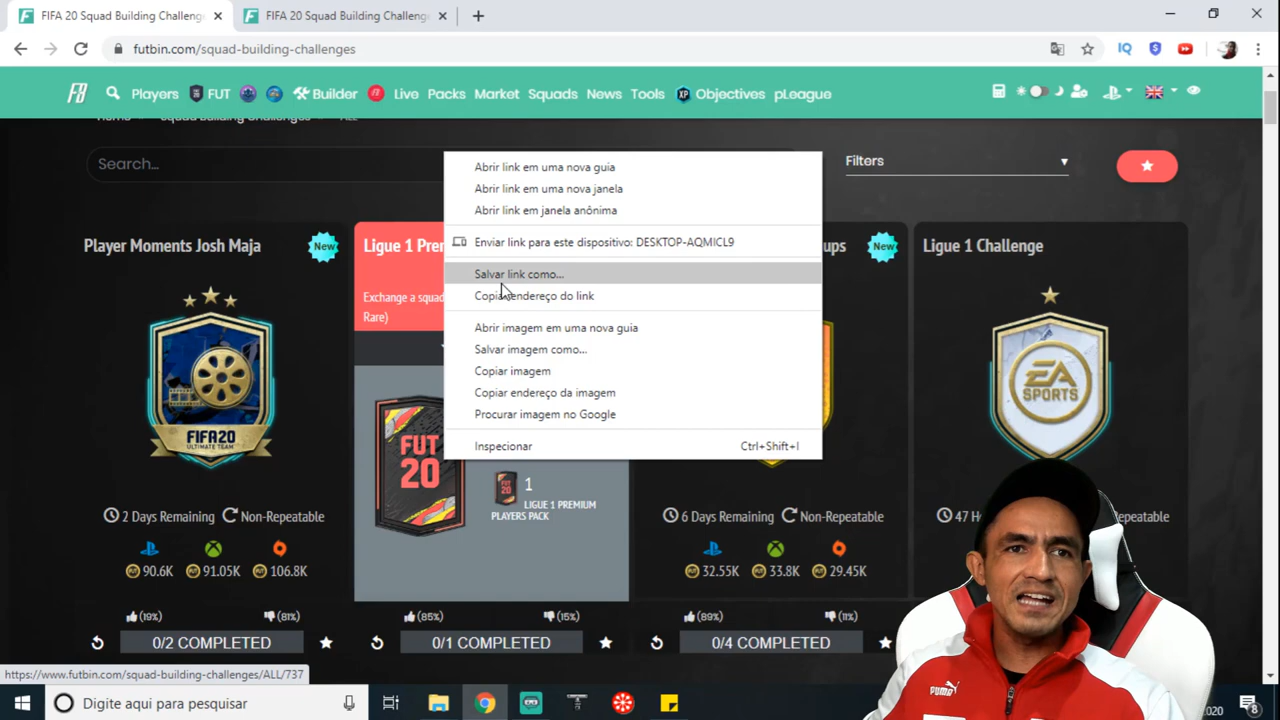 FIFA 20 Squad Building Challenge
FIFA 20 Squad Building Challenge
futbin.com/squad-building-challenges
Players
FUT
Builder
Live
Packs
Market
Squads
News
Tools
XP
Objectives
pLeague
Search...
Filters
Abrir link em uma nova guia
Abrir link em uma nova janela
Abrir link em janela anônima
Enviar link para este dispositivo: DESKTOP-AQMICL9
Salvar link como...
Copiar endereço do link
Abrir imagem em uma nova guia
Salvar imagem como...
Copiar imagem
Copiar endereço da imagem
Procurar imagem no Google
Inspecionar Ctrl+Shift+I
Player Moments Josh Maja
New
FIFA20
ULTIMATE TEAM
2 Days Remaining Non-Repeatable
90.6K 91.05K 106.8K
(19%) (81%)
0/2 COMPLETED
Ligue 1
Exchange a squad
Rare)
FUT
20
1
LIGUE 1 PREMIUM
PLAYERS PACK
(85%) (15%)
0/1 COMPLETED
New
6 Days Remaining Non-Repeatable
32.55K 33.8K 29.45K
(89%) (11%)
0/4 COMPLETED
Ligue 1 Challenge
EA
SPORTS
47
https://www.futbin.com/squad-building-challenges/ALL/737
Digite aqui para pesquisar
PUMA
8